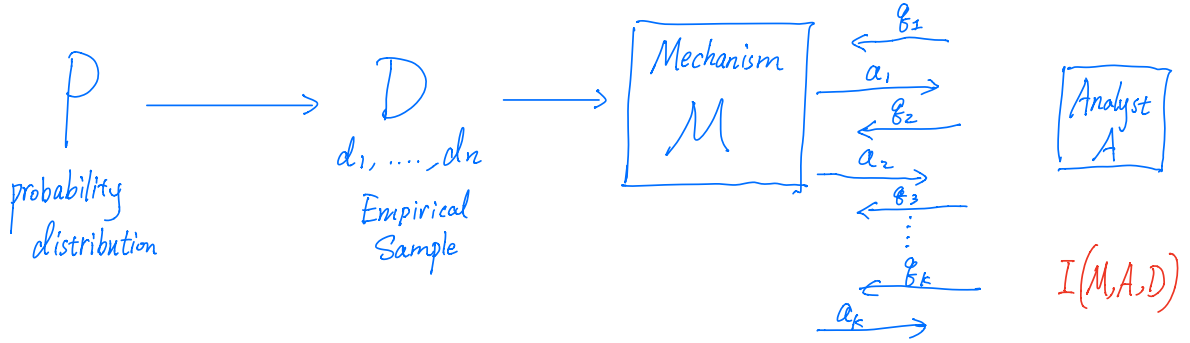 P
probability
distribution
D
d₁, ...., dn
Empirical
Sample
Mechanism
M
q₁
a₁
q₂
a₂
q₃
qₖ
aₖ
Analyst
A
I(M,A,D)